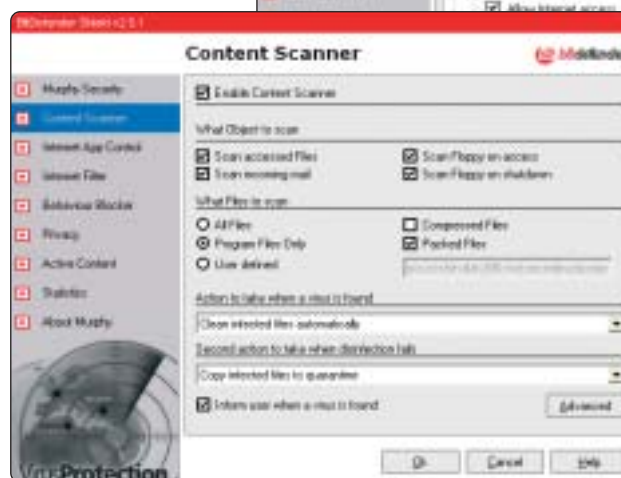 Allow Internet access
BitDefender Shield v2.5.1
Content Scanner
bitdefender
Murphy Security
Content Scanner
Internet App Control
Internet Filter
Behaviour Blocker
Privacy
Active Content
Statistics
About Murphy
Virus Protection
Enable Content Scanner
What Object to scan
Scan accessed Files
Scan Floppy on access
Scan incoming mail
Scan Floppy on shutdown
What Files to scan
All Files
Compressed Files
Program Files Only
Packed Files
User defined
Action to take when a virus is found
Clean infected files automatically
Second action to take when disinfection fails
Copy infected files to quarantine
Inform user when a virus is found
Advanced
Ok
Cancel
Help